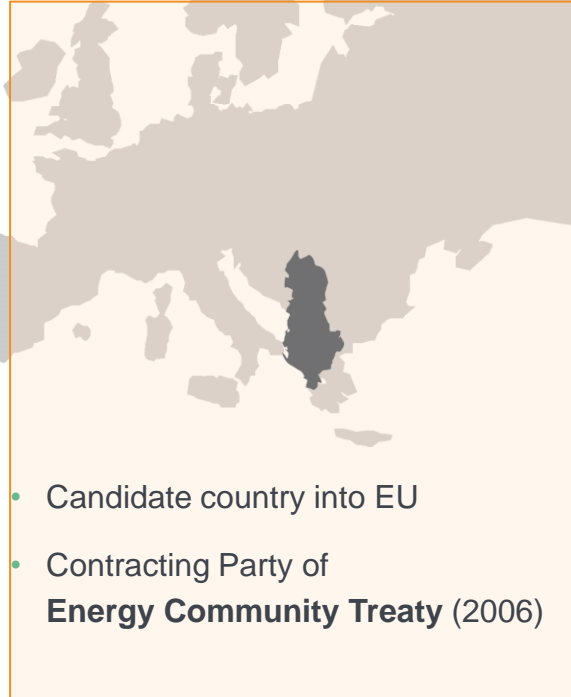 • Candidate country into EU
• Contracting Party of
Energy Community Treaty (2006)